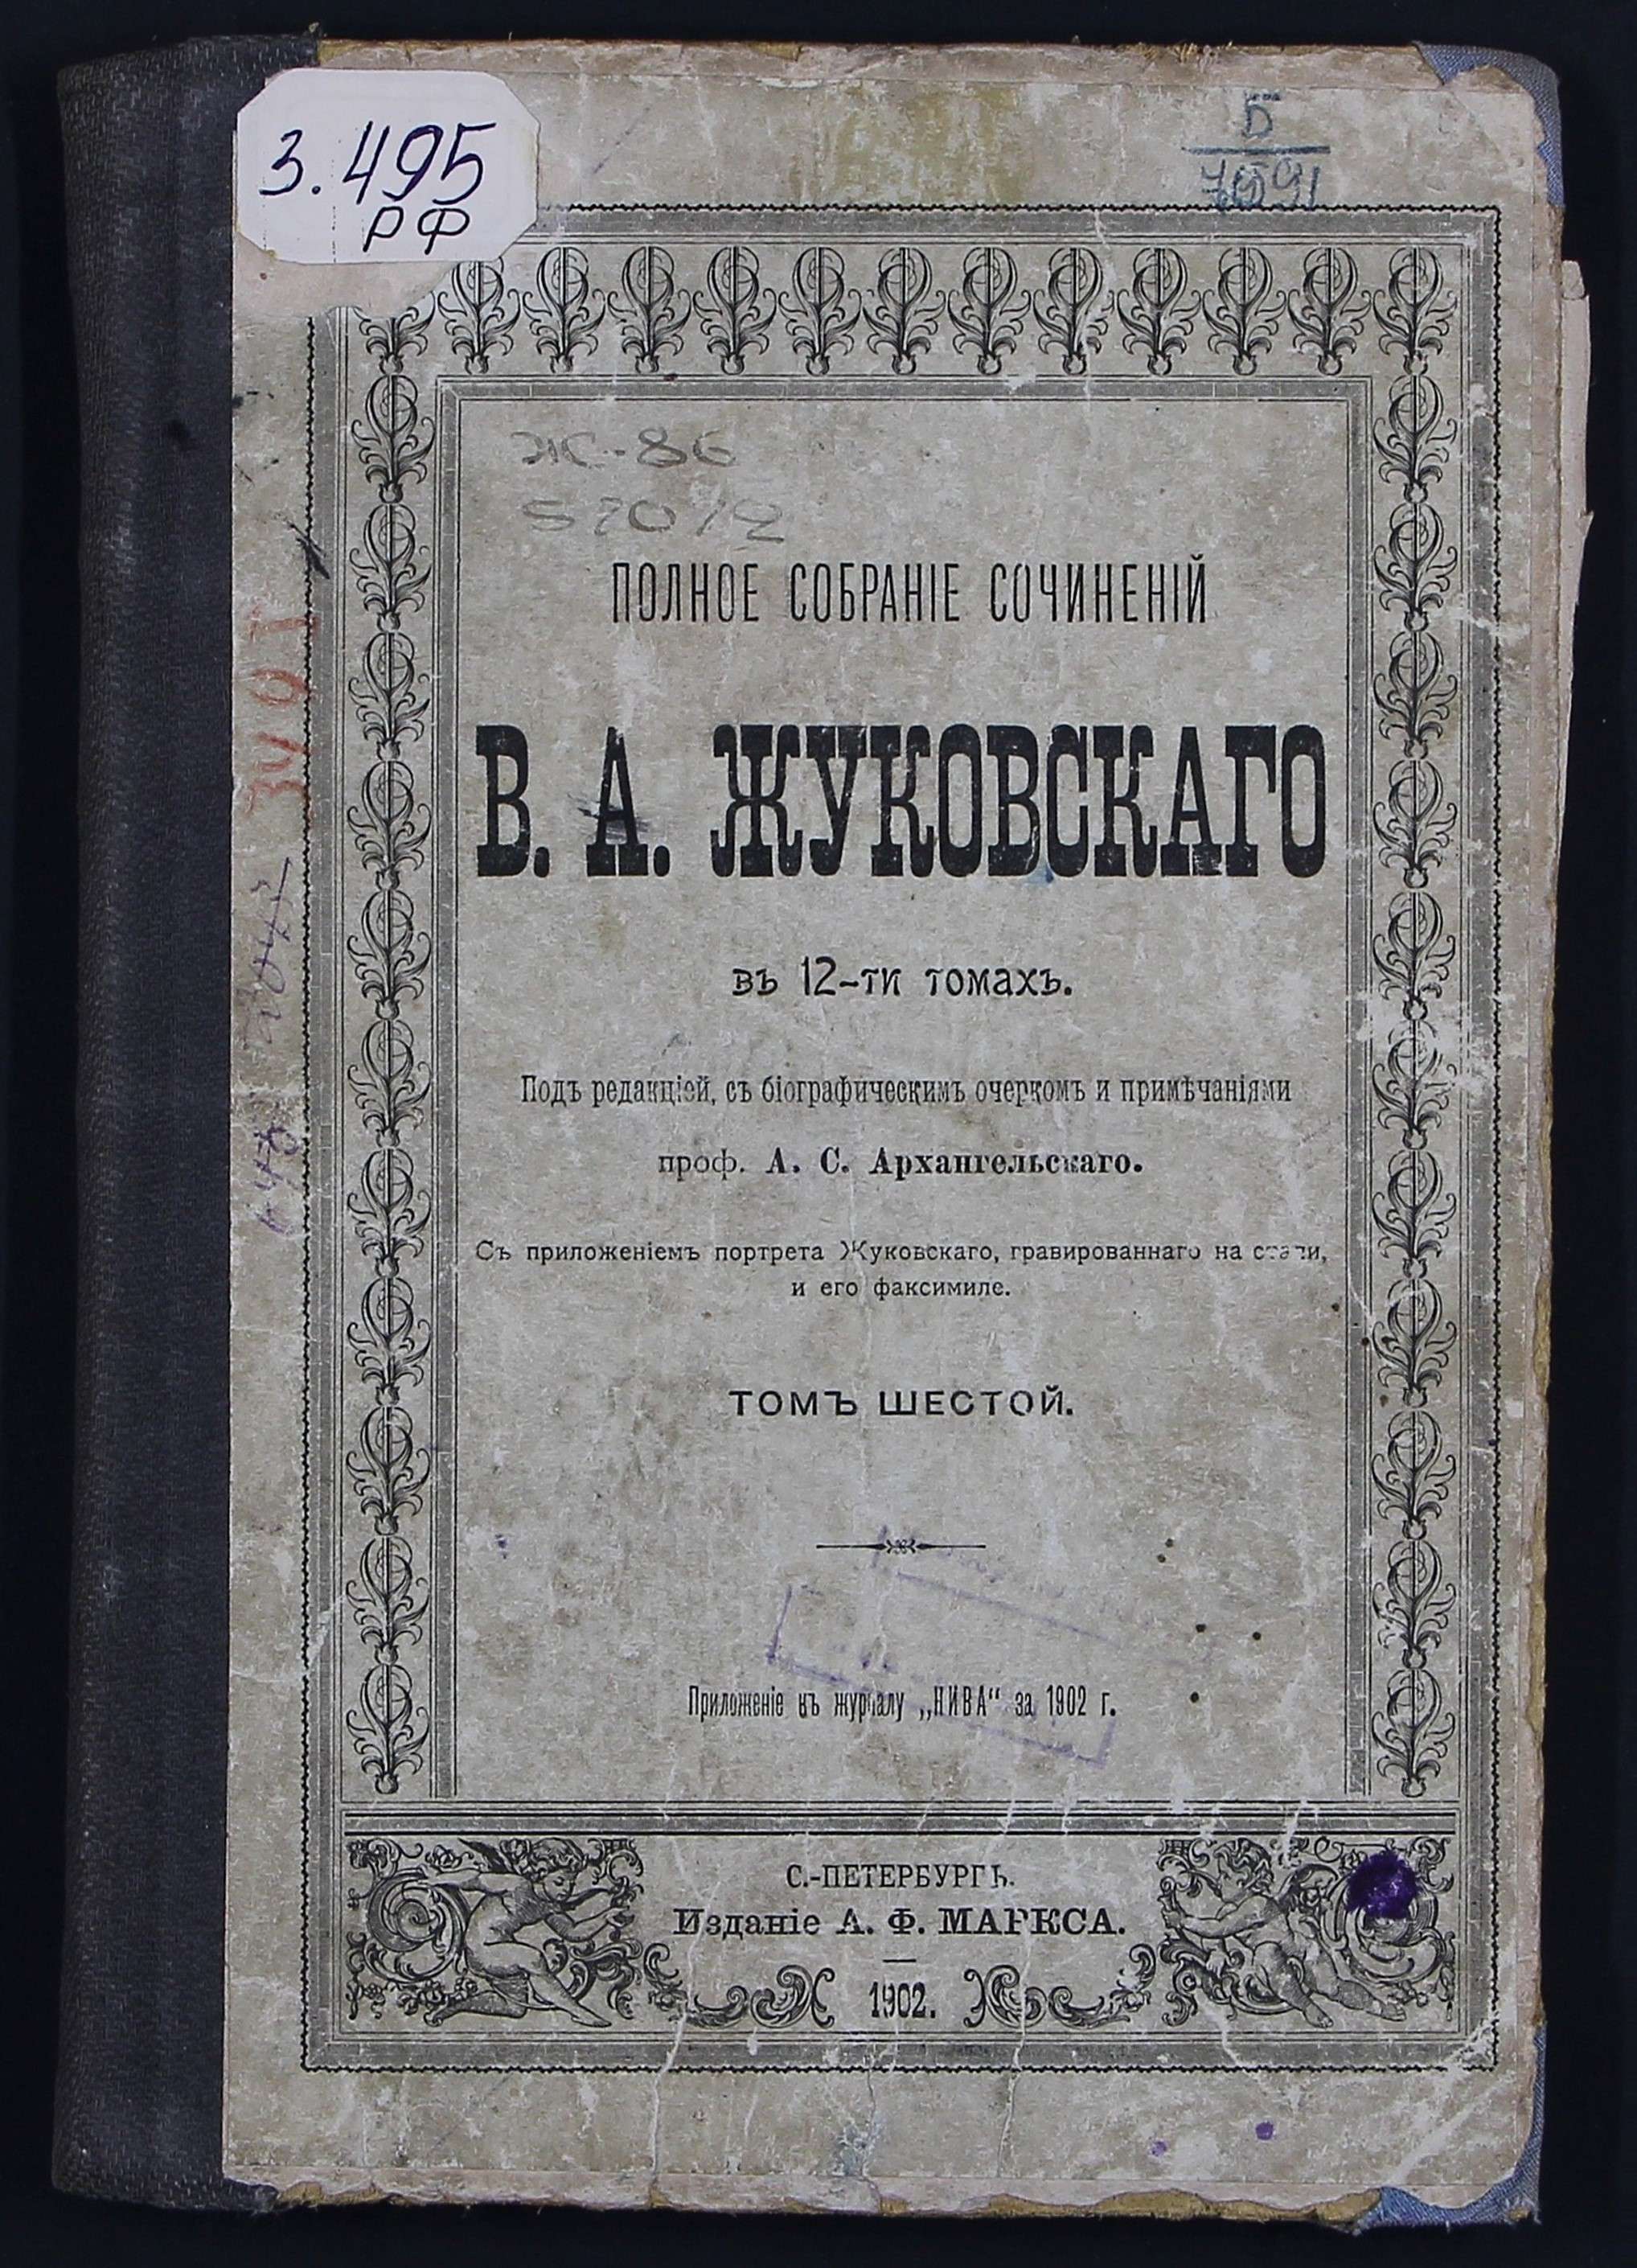 3.495
РФ
Б
Ж-86
ПОЛНОЕ СОБРАНІЕ СОЧИНЕНІЙ
В. А. ЖУКОВСКАГО
въ 12-ти томахъ.
Подъ редакціей, съ біографическимъ очеркомъ и примѣчаніями
проф. А. С. Архангельскаго.
Съ приложеніемъ портрета Жуковскаго, гравированнаго на стали,
и его факсимиле.
ТОМЪ ШЕСТОЙ.
Приложеніе къ журналу „НИВА“ за 1902 г.
С.-ПЕТЕРБУРГЪ.
Изданіе А. Ф. МАРКСА.
1902.